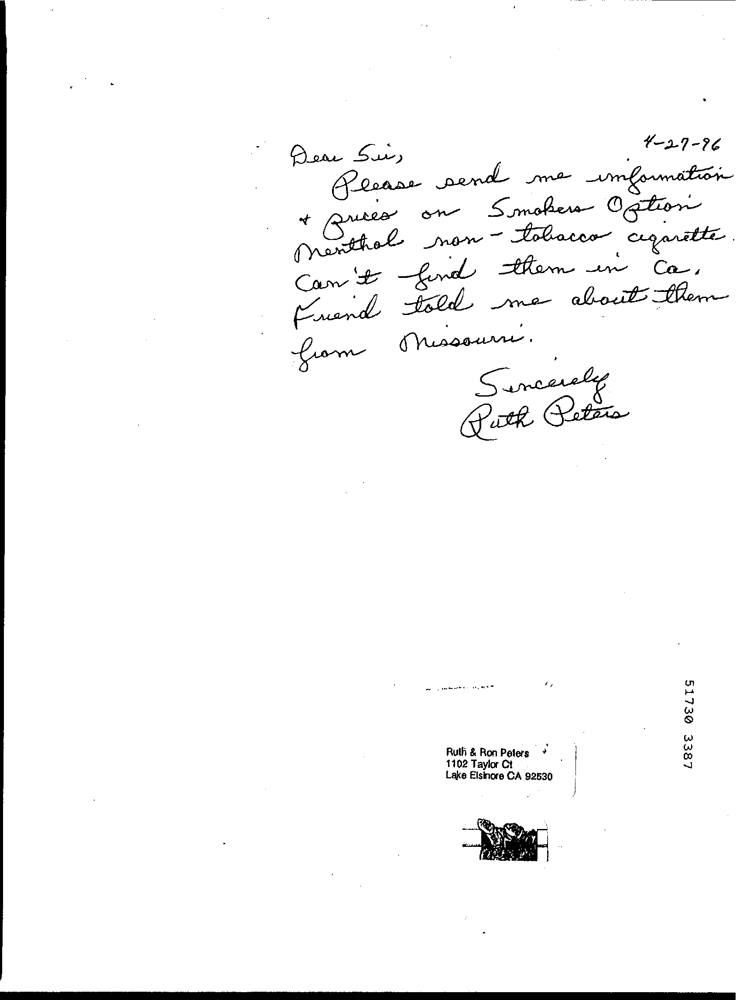 4-27-96
Dear Sir,
Please send me information
+ prices on Smokers Option
Menthol non-tobacco cigarette.
Can't find them in Ca.
Friend told me about them
from Missouri.
Sincerely
Ruth Peters
Ruth & Ron Peters
1102 Taylor Ct
Lake Elsinore CA 92530
51730 3387